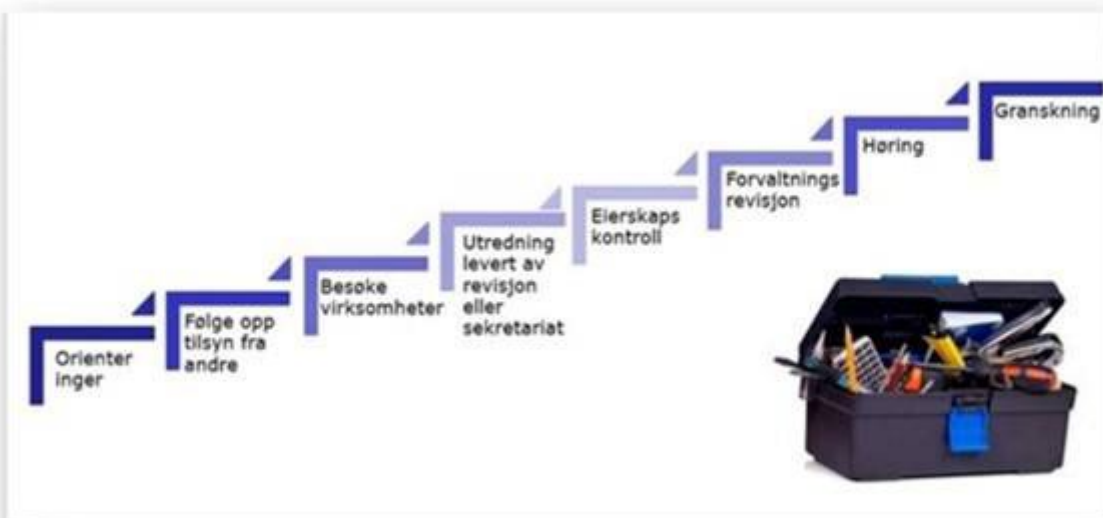 Orienter
inger
Følge opp
tilsyn fra
andre
Besøke
virksomheter
Utredning
levert av
revisjon
eller
sekretariat
Eierskaps
kontroll
Forvaltnings
revisjon
Høring
Granskning